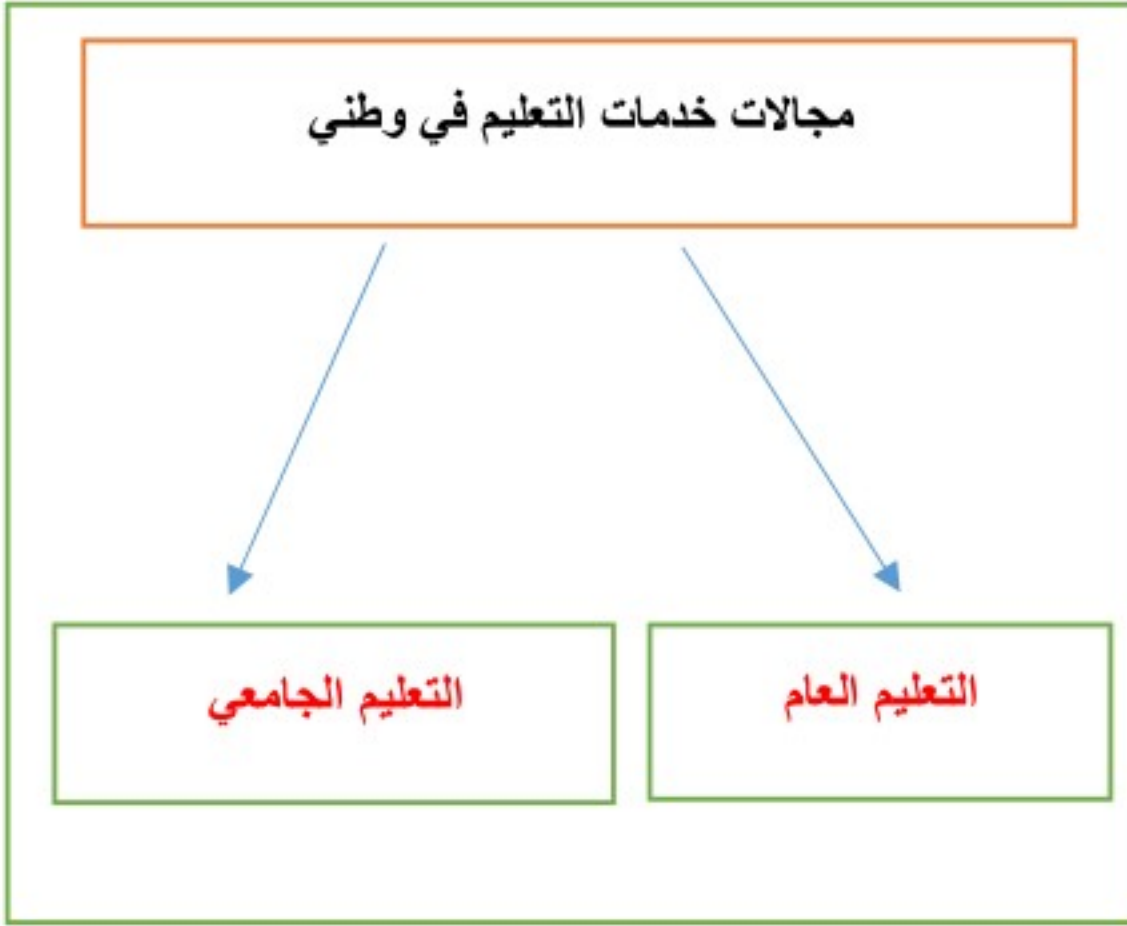 مجالات خدمات التعليم في وطني
التعليم العام
التعليم الجامعي